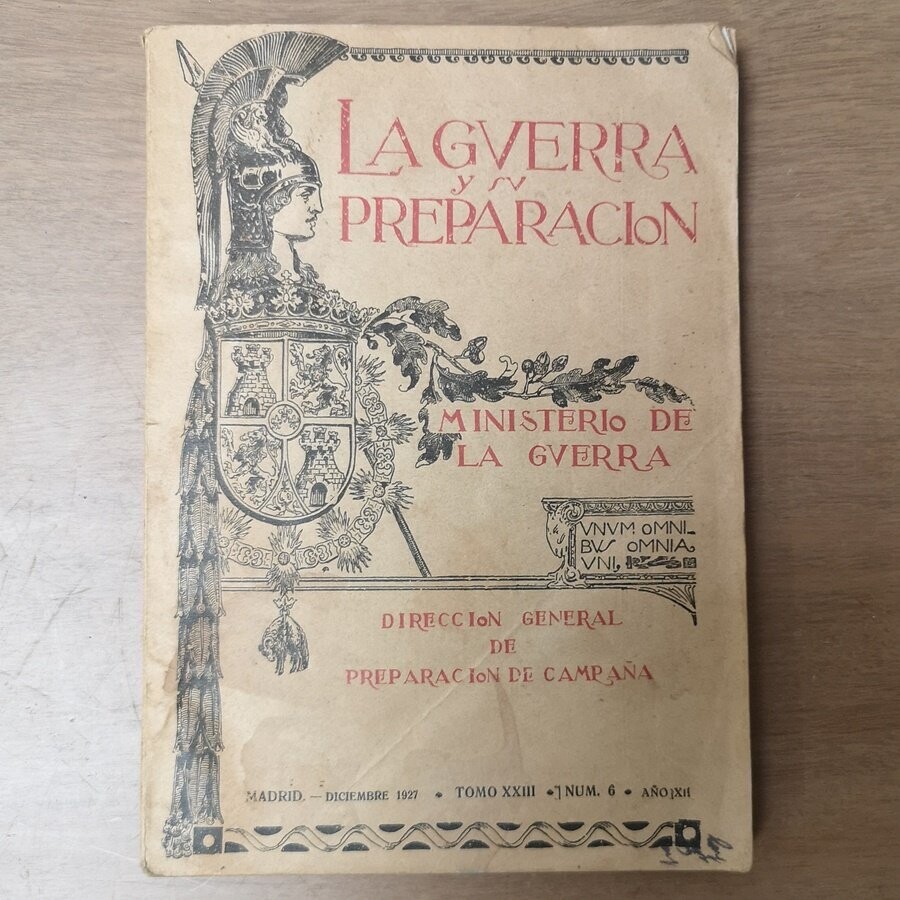 LA GVERRA
y sv
PREPARACIoN
MINISTERIo DE
LA GVERRA
VNVM OMNI-
BVS OMNIA
VNI,
DIRECCIoN GENERAL
DE
PREPARACIoN DE CAMPAÑA
MADRID. — DICIEMBRE 1927 • TOMO XXIII • NUM. 6 • AÑO XII